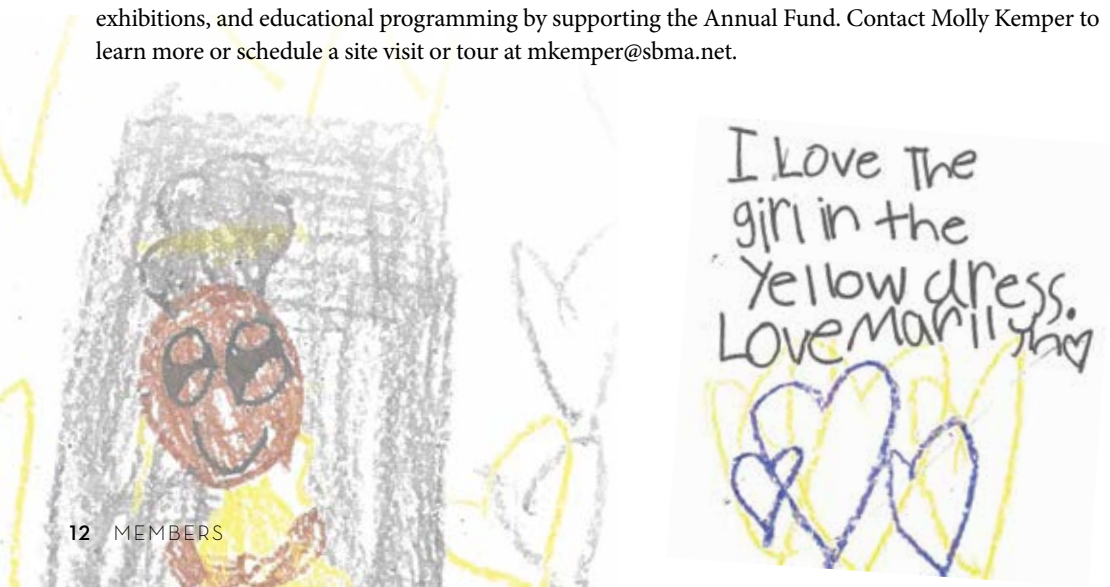 exhibitions, and educational programming by supporting the Annual Fund. Contact Molly Kemper to
learn more or schedule a site visit or tour at mkemper@sbma.net.
I Love The
girl in the
Yellow dress.
Love Marilyn
12 MEMBERS